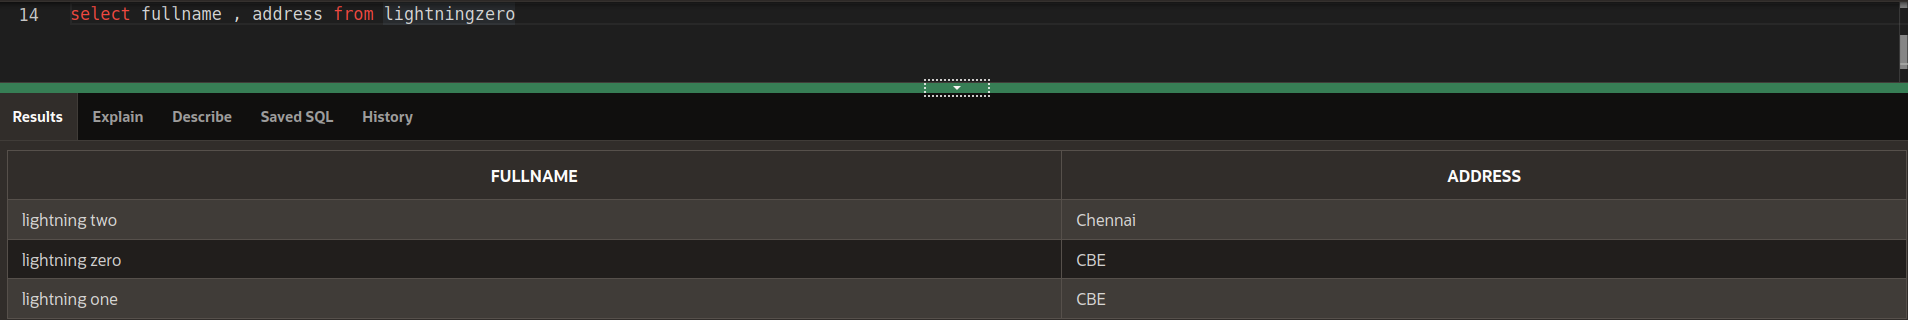 14 select fullname , address from lightningzero
Results Explain Describe Saved SQL History
FULLNAME ADDRESS
lightning two Chennai
lightning zero CBE
lightning one CBE